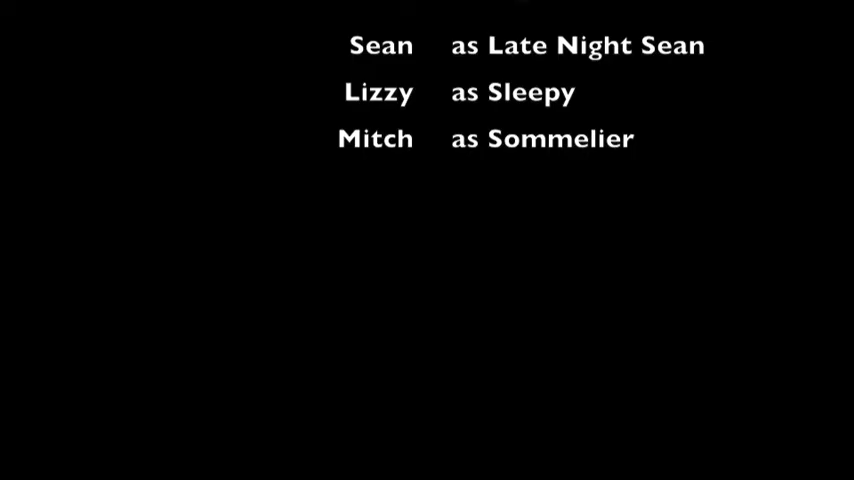 Sean as Late Night Sean
Lizzy as Sleepy
Mitch as Sommelier